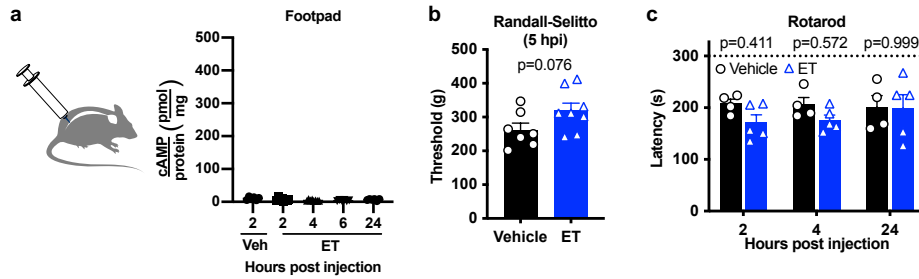 a
Footpad
cAMP
protein
(pmol
mg)
500
400
300
200
100
0
2 2 4 6 24
Veh ET
Hours post injection
b
Randall-Selitto
(5 hpi)
p=0.076
Threshold (g)
500
400
300
200
100
0
Vehicle ET
c
Rotarod
p=0.411 p=0.572 p=0.999
Vehicle ET
Latency (s)
300
200
100
0
2 4 24
Hours post injection